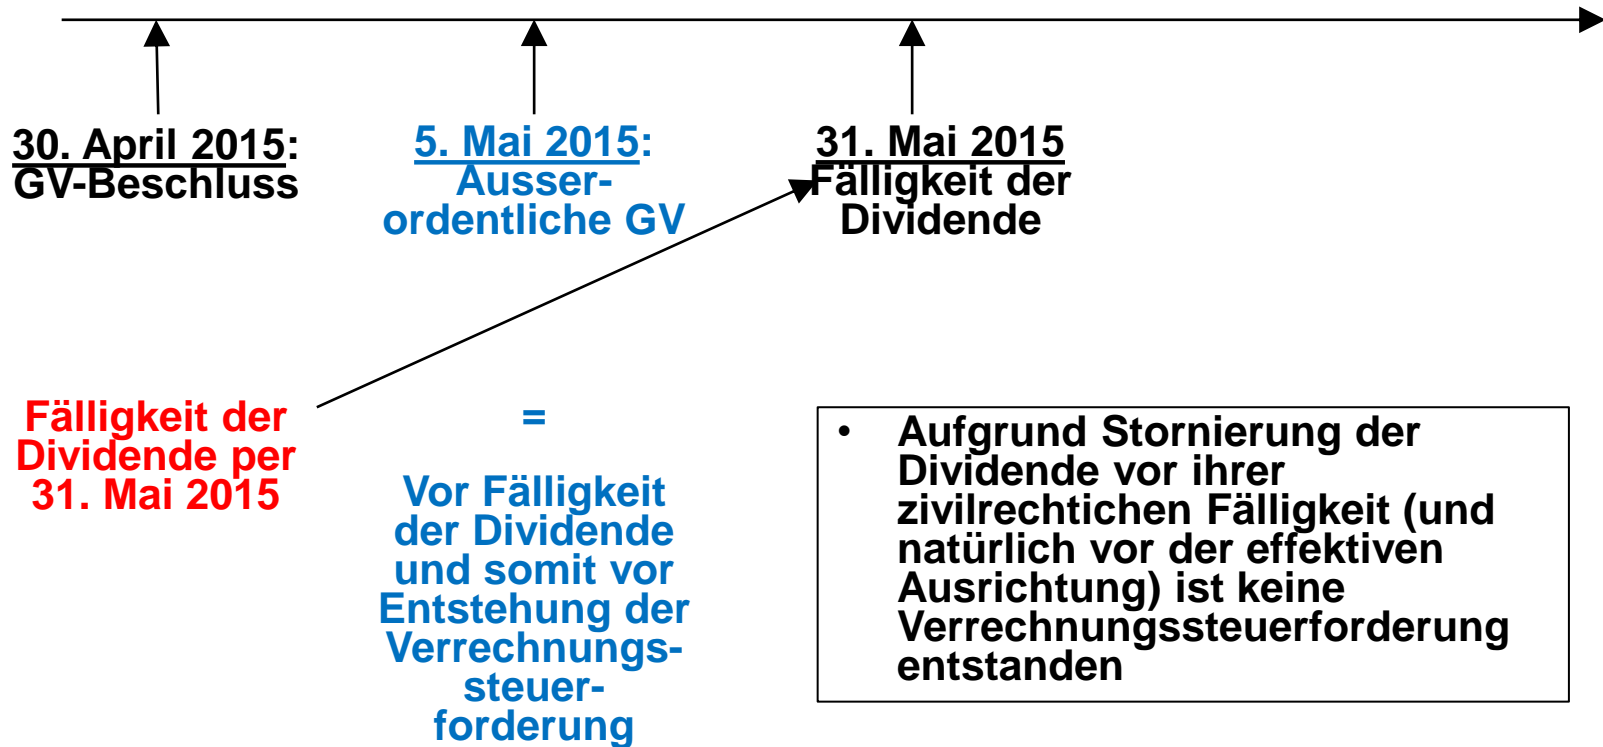 30. April 2015:
GV-Beschluss
5. Mai 2015:
Ausser-
ordentliche GV
31. Mai 2015
Fälligkeit der
Dividende
Fälligkeit der
Dividende per
31. Mai 2015
=
Vor Fälligkeit
der Dividende
und somit vor
Entstehung der
Verrechnungs-
steuer-
forderung
• Aufgrund Stornierung der
Dividende vor ihrer
zivilrechtichen Fälligkeit (und
natürlich vor der effektiven
Ausrichtung) ist keine
Verrechnungssteuerforderung
entstanden